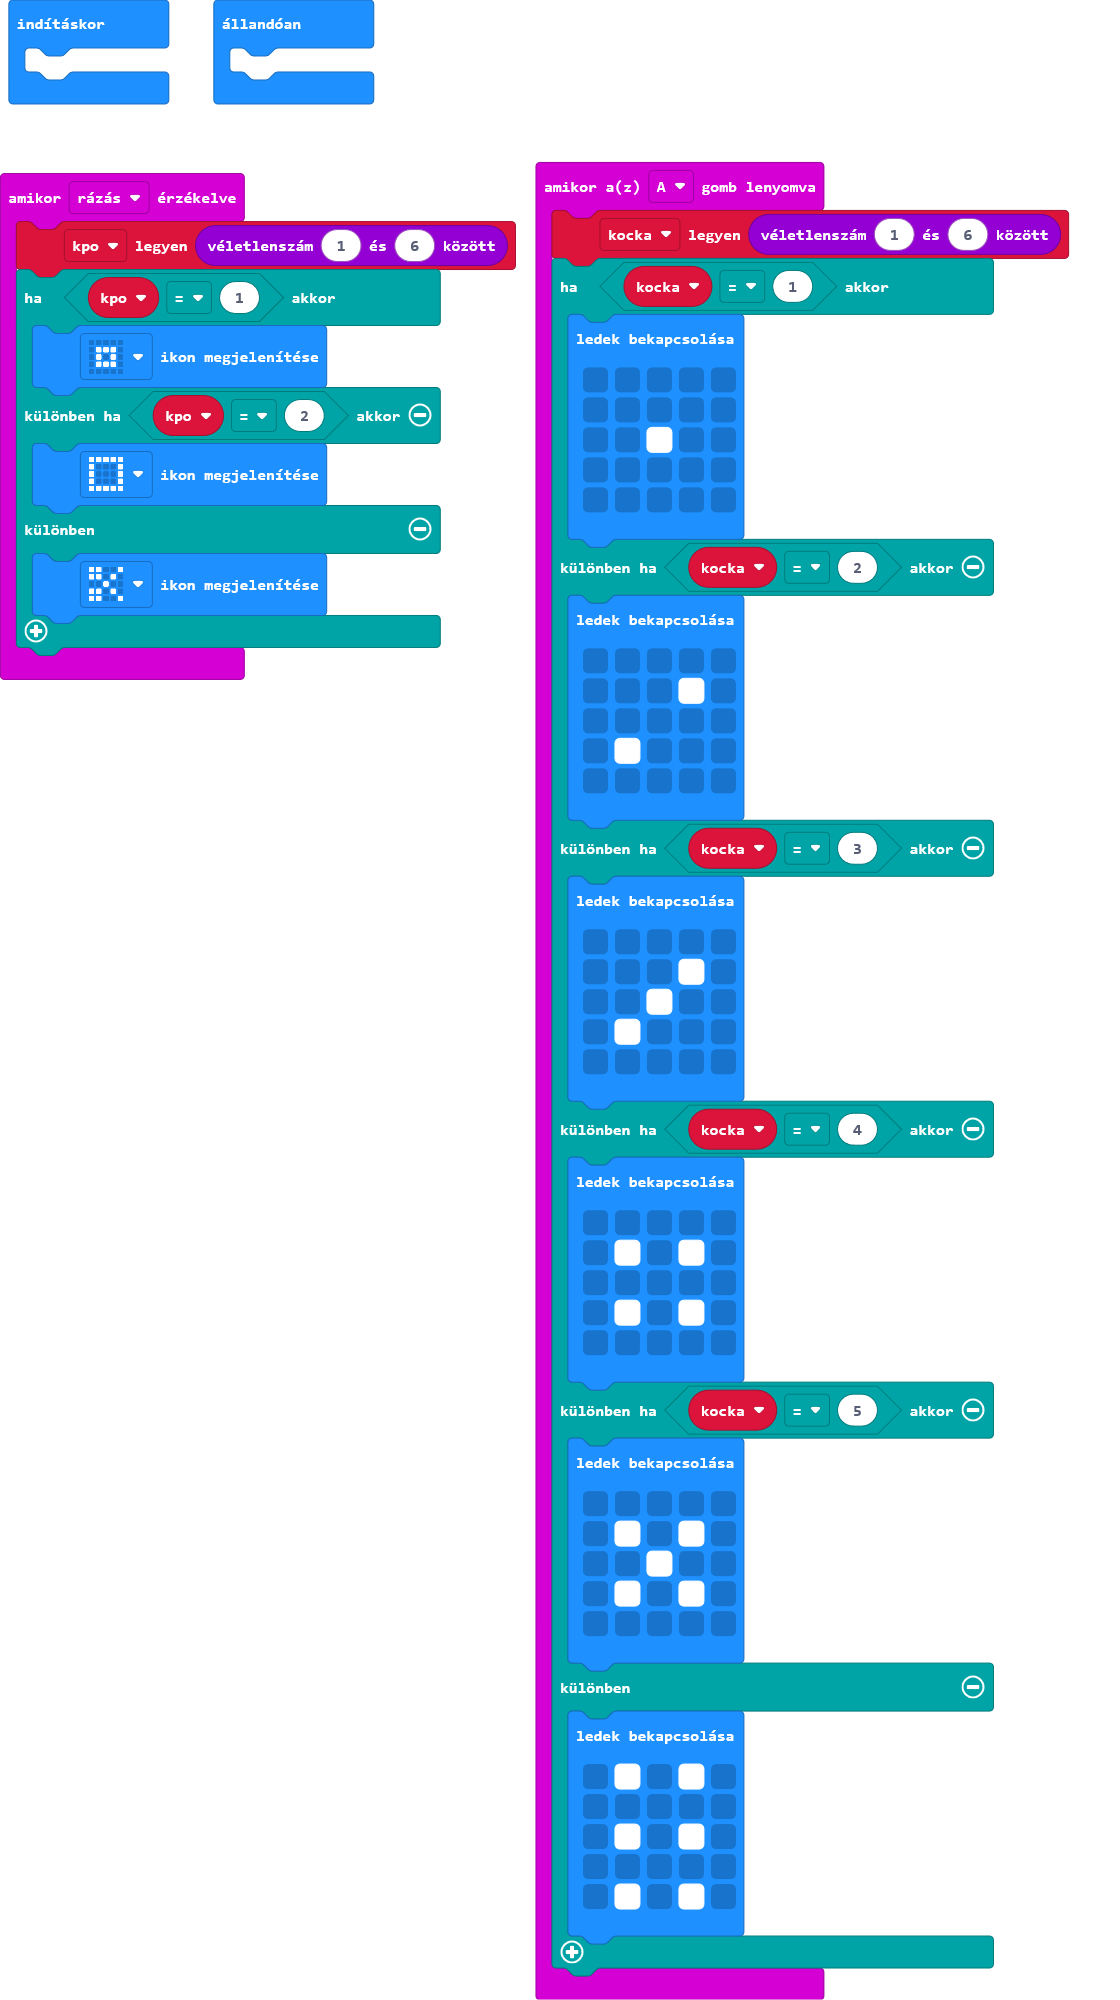 indításkor
állandóan
amikor rázás érzékelve
kpo legyen véletlenszám 1 és 6 között
ha kpo = 1 akkor
ikon megjelenítése
különben ha kpo = 2 akkor
ikon megjelenítése
különben
ikon megjelenítése
amikor a(z) A gomb lenyomva
kocka legyen véletlenszám 1 és 6 között
ha kocka = 1 akkor
ledek bekapcsolása
különben ha kocka = 2 akkor
ledek bekapcsolása
különben ha kocka = 3 akkor
ledek bekapcsolása
különben ha kocka = 4 akkor
ledek bekapcsolása
különben ha kocka = 5 akkor
ledek bekapcsolása
különben
ledek bekapcsolása